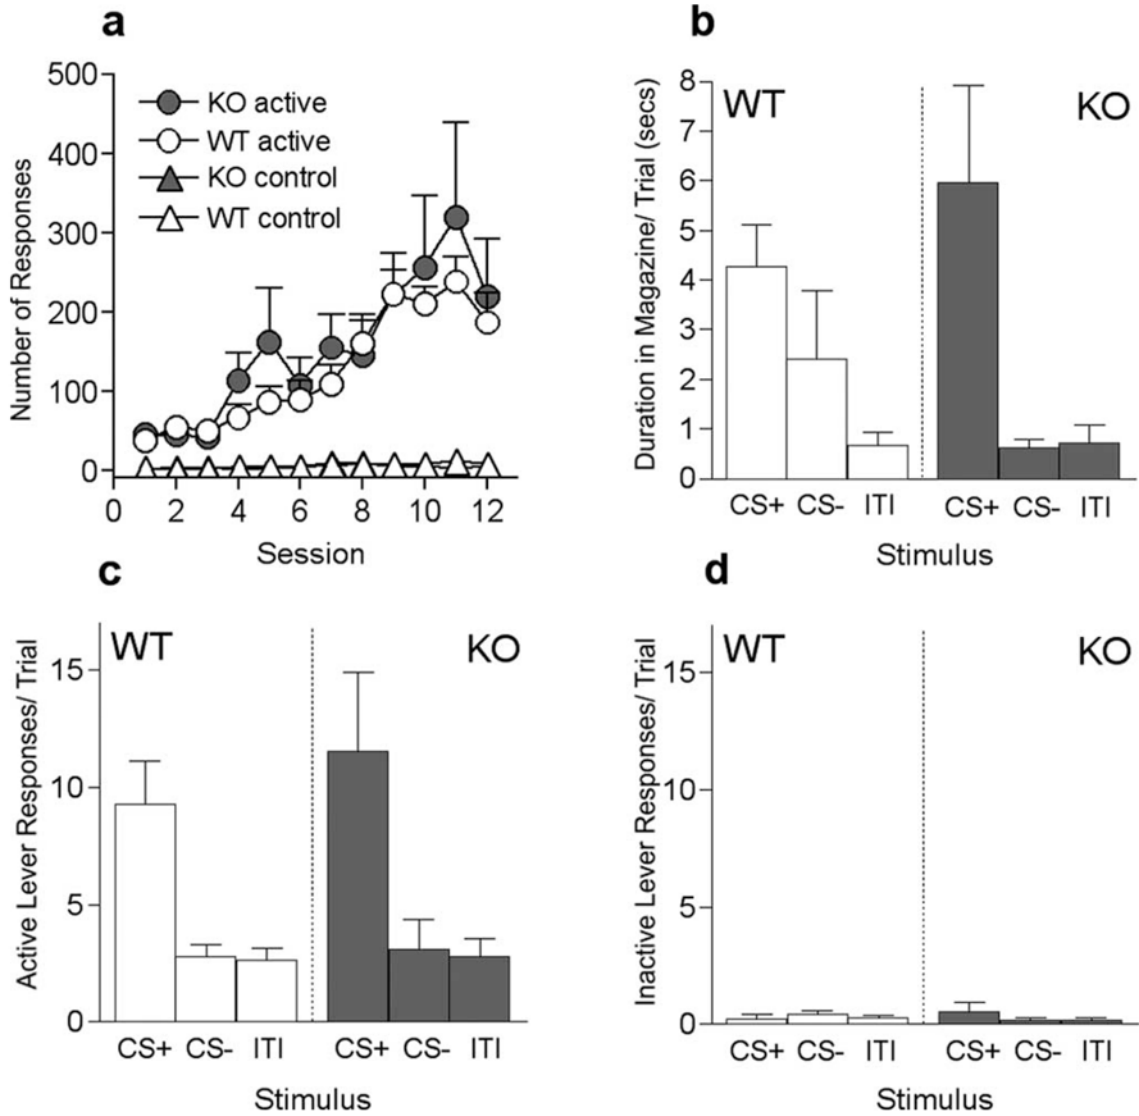 a
Number of Responses
500
400
300
200
100
0
KO active
WT active
KO control
WT control
0 2 4 6 8 10 12
Session
b
Duration in Magazine/ Trial (secs)
8
7
6
5
4
3
2
1
0
WT KO
CS+ CS- ITI CS+ CS- ITI
Stimulus
c
Active Lever Responses/ Trial
15
10
5
0
WT KO
CS+ CS- ITI CS+ CS- ITI
Stimulus
d
Inactive Lever Responses/ Trial
15
10
5
0
WT KO
CS+ CS- ITI CS+ CS- ITI
Stimulus